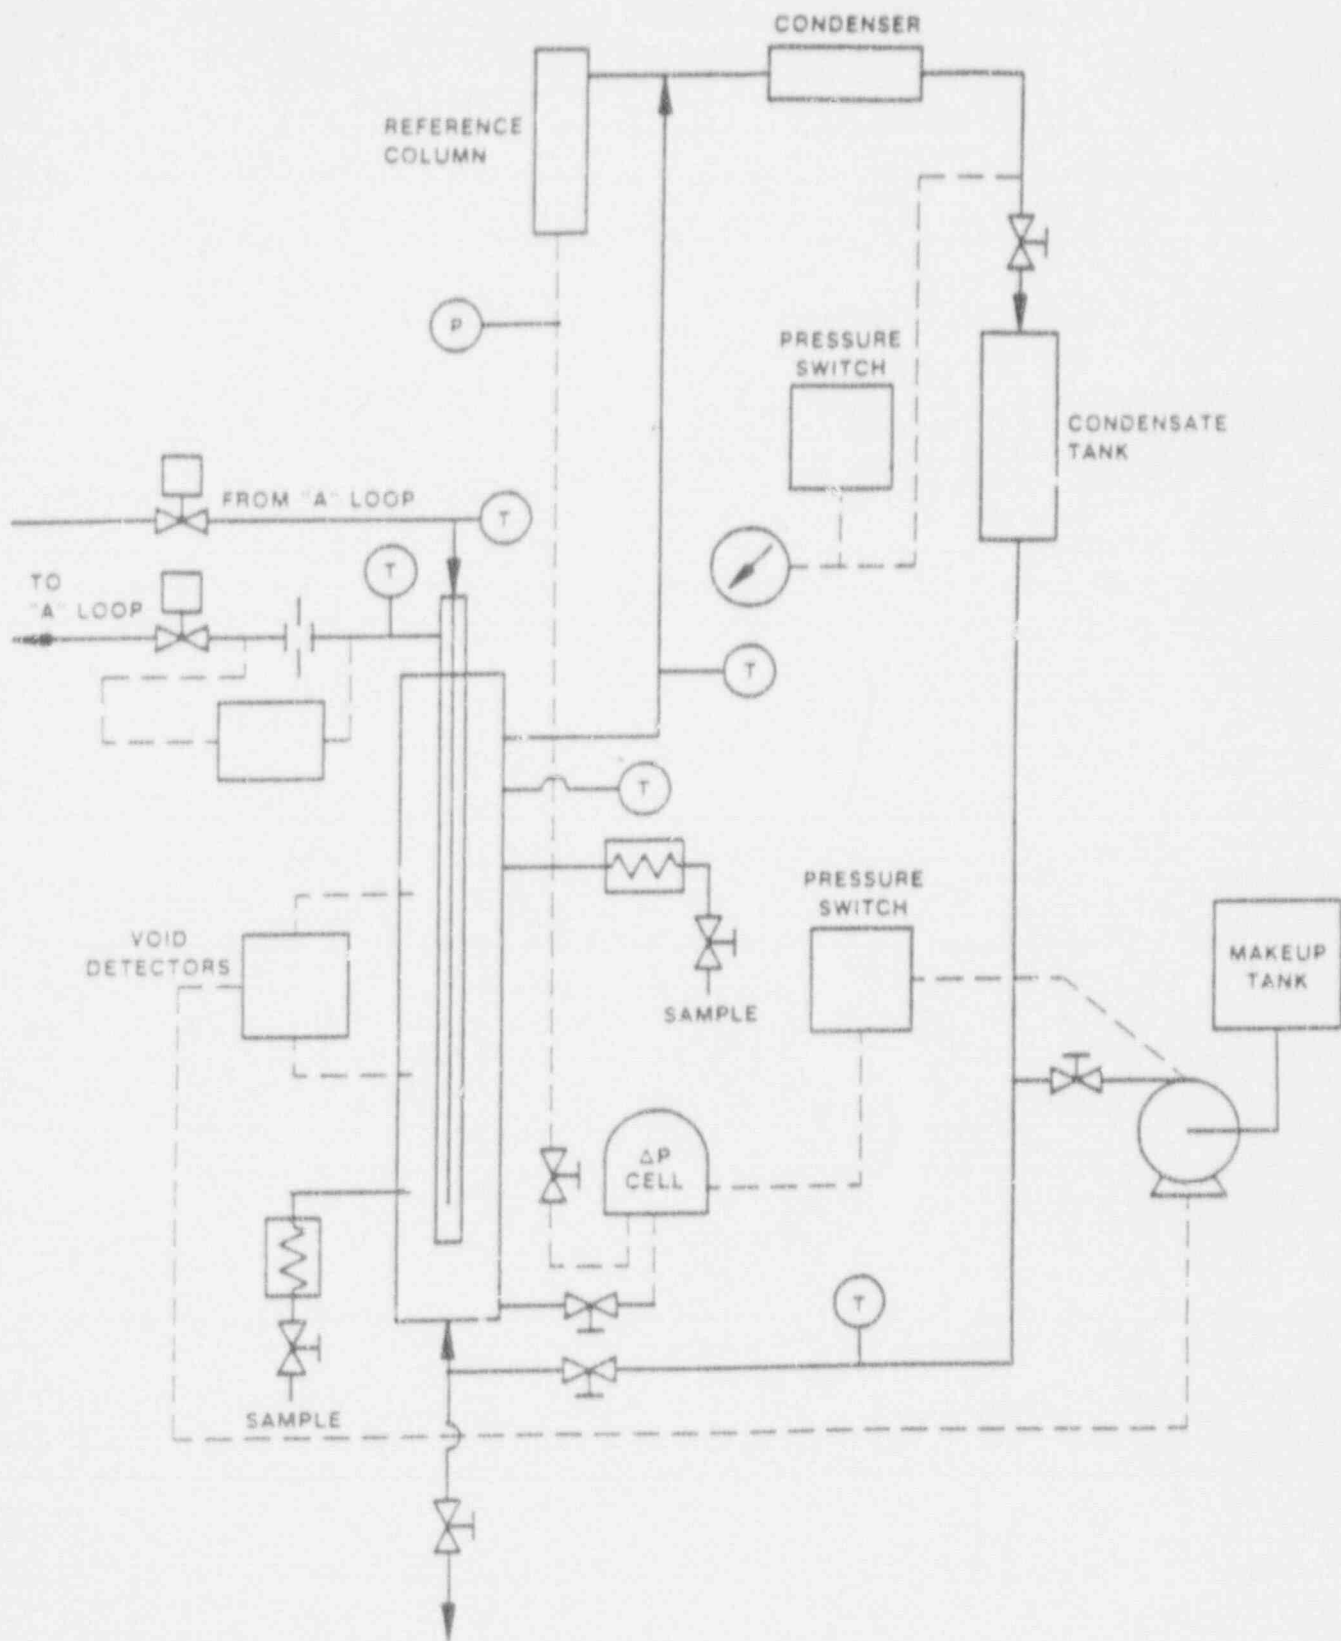 CONDENSER
REFERENCE
COLUMN
P
PRESSURE
SWITCH
CONDENSATE
TANK
FROM "A" LOOP
T
T
TO
"A" LOOP
T
T
PRESSURE
SWITCH
VOID
DETECTORS
MAKEUP
TANK
SAMPLE
ΔP
CELL
T
SAMPLE